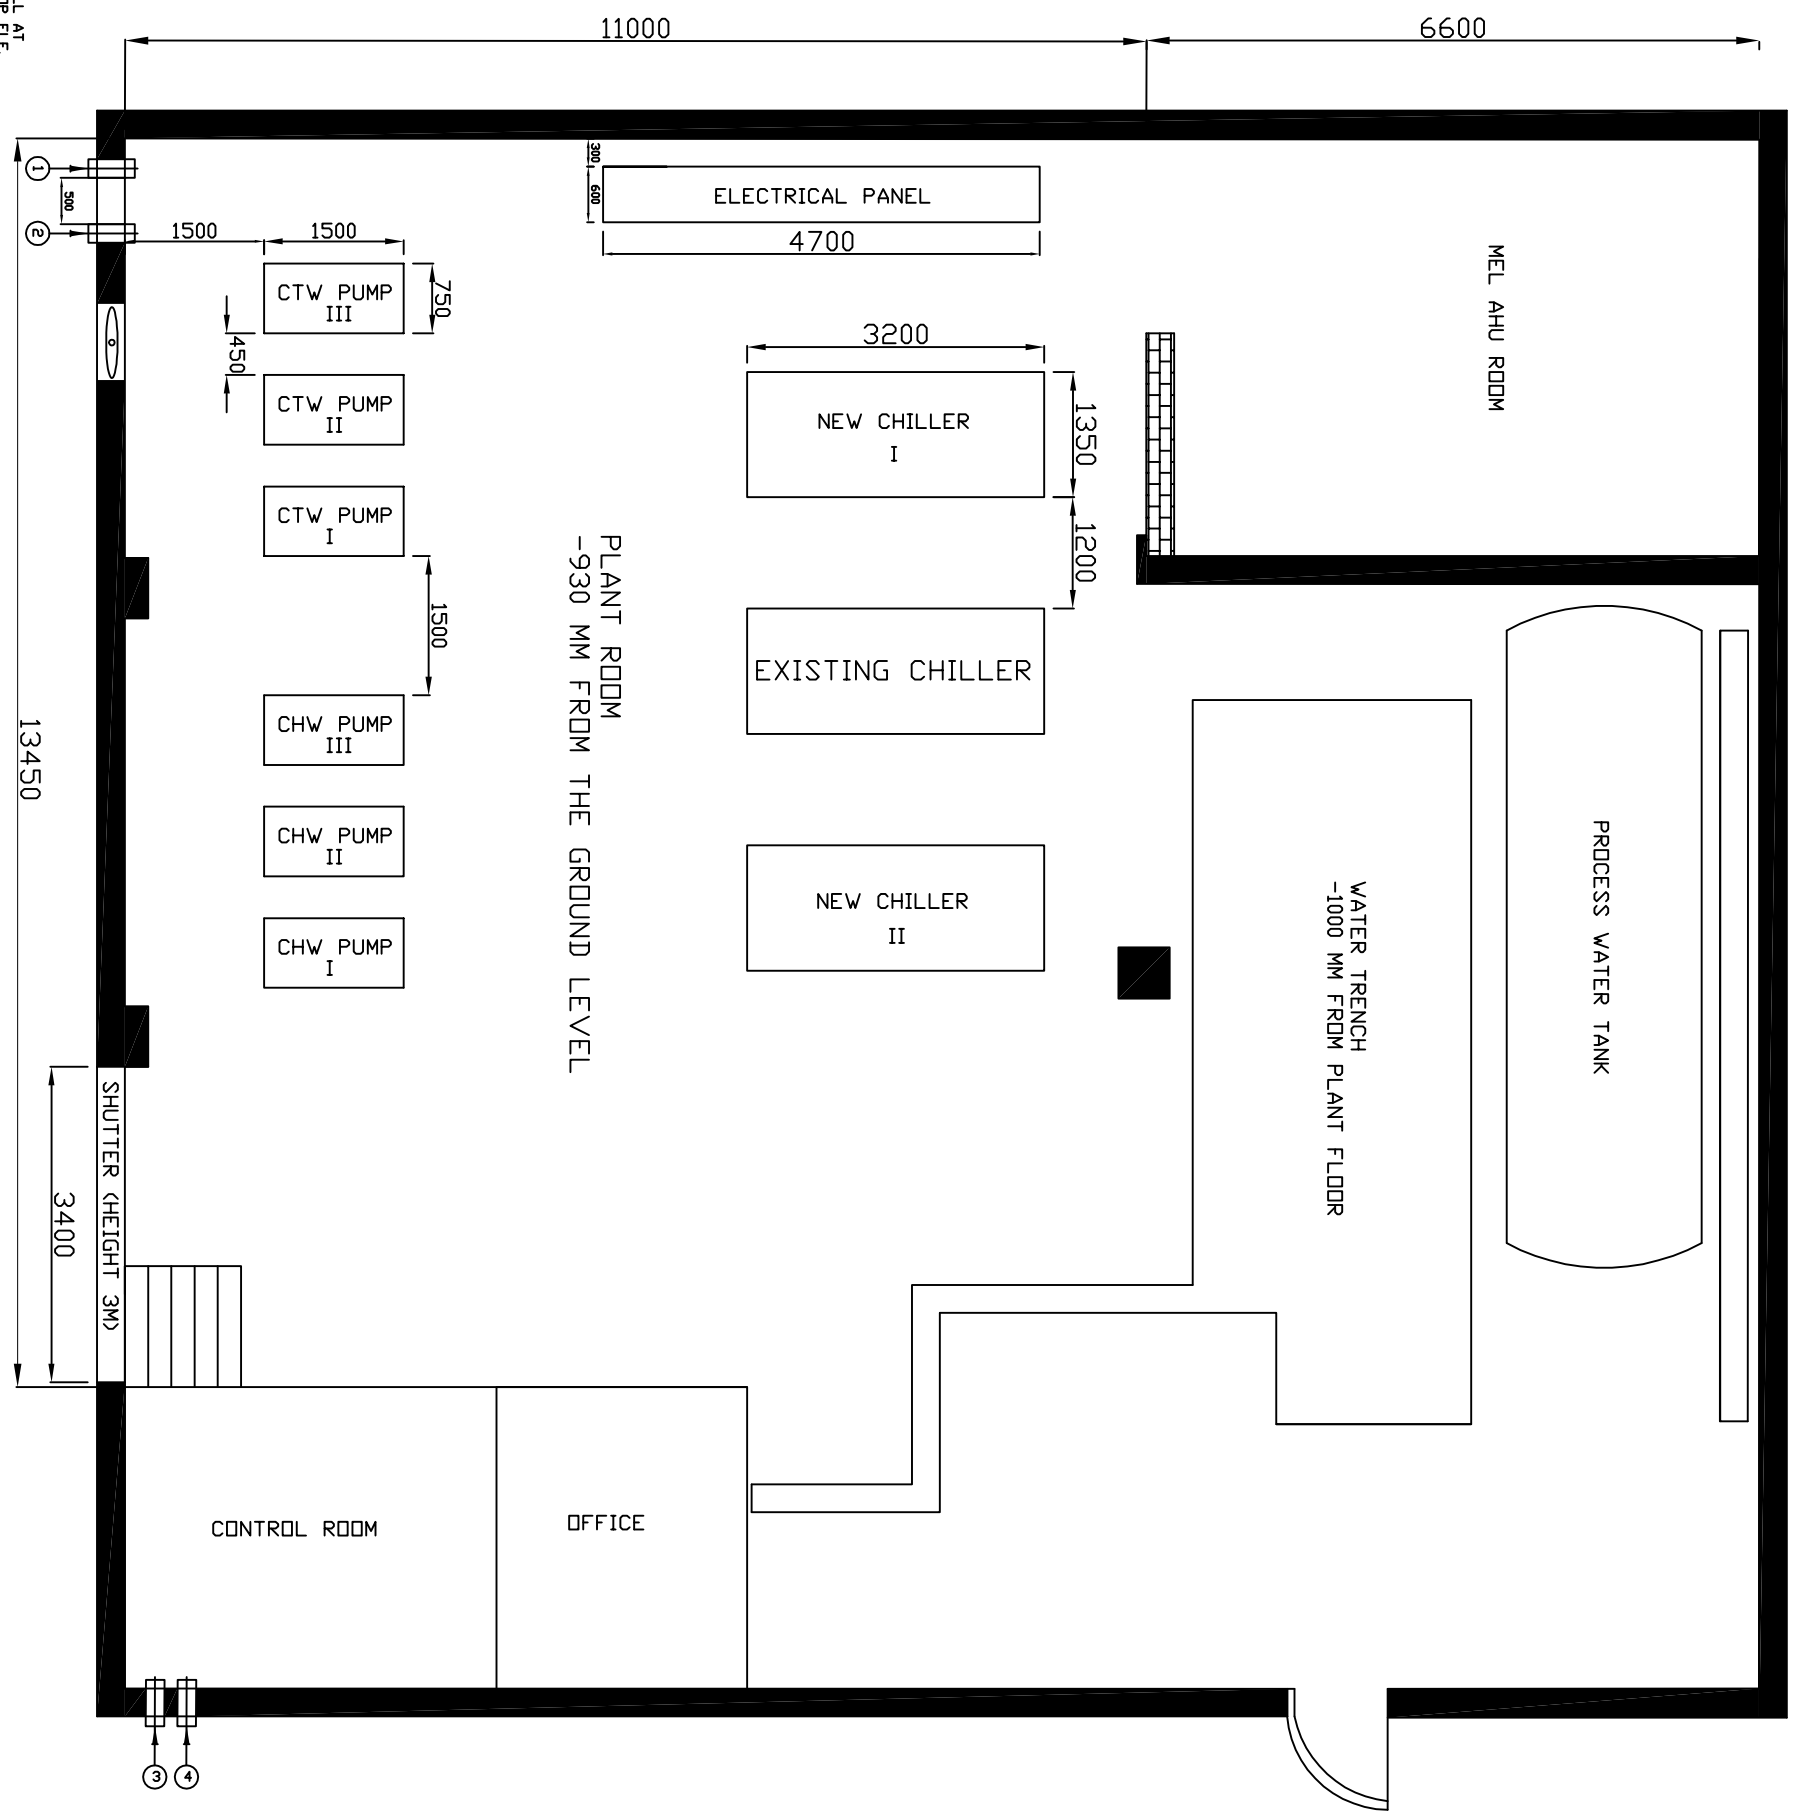 LL AT
11000
6600
300
600
ELECTRICAL PANEL
4700
1
500
2
1500
1500
750
CTW PUMP
III
450
CTW PUMP
II
CTW PUMP
I
1500
CHW PUMP
III
CHW PUMP
II
CHW PUMP
I
3200
NEW CHILLER
I
1350
1200
EXISTING CHILLER
NEW CHILLER
II
MEL AHU ROOM
PLANT ROOM
-930 MM FROM THE GROUND LEVEL
WATER TRENCH
-1000 MM FROM PLANT FLOOR
PROCESS WATER TANK
13450
3400
SHUTTER (HEIGHT 3M)
CONTROL ROOM
OFFICE
3
4